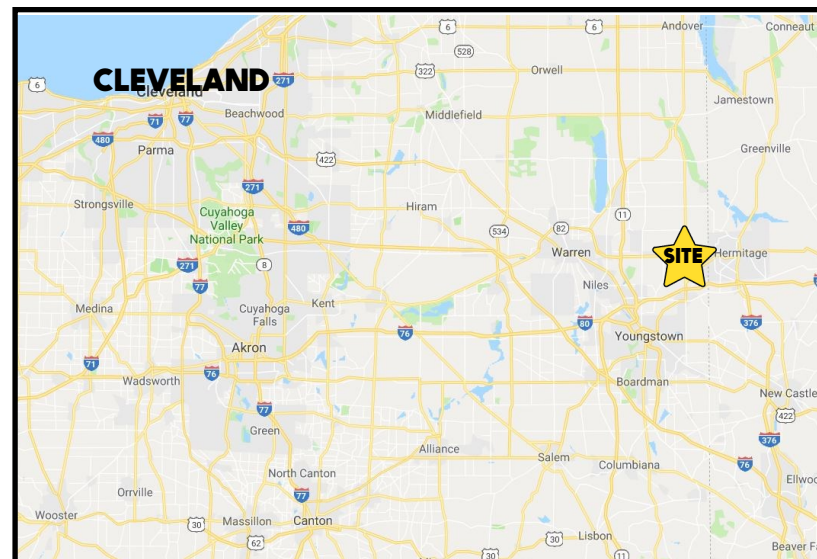 6
6
Andover
Conneaut
528
CLEVELAND
Cleveland
6
271
322
Orwell
Jamestown
71
77
Beachwood
Middlefield
480
Parma
422
Greenville
271
Strongsville
Cuyahoga
Valley
National Park
Hiram
480
534
82
11
Warren
SITE
Hermitage
271
8
77
Niles
Medina
Cuyahoga
Falls
Kent
76
80
376
Youngstown
Akron
71
Wadsworth
76
Boardman
77
New Castle
422
Green
376
Alliance
Salem
Columbiana
76
North Canton
Ellwo
Orrville
77
Wooster
30
Massillon
Canton
62
30
30
Lisbon
11
Beaver Fa